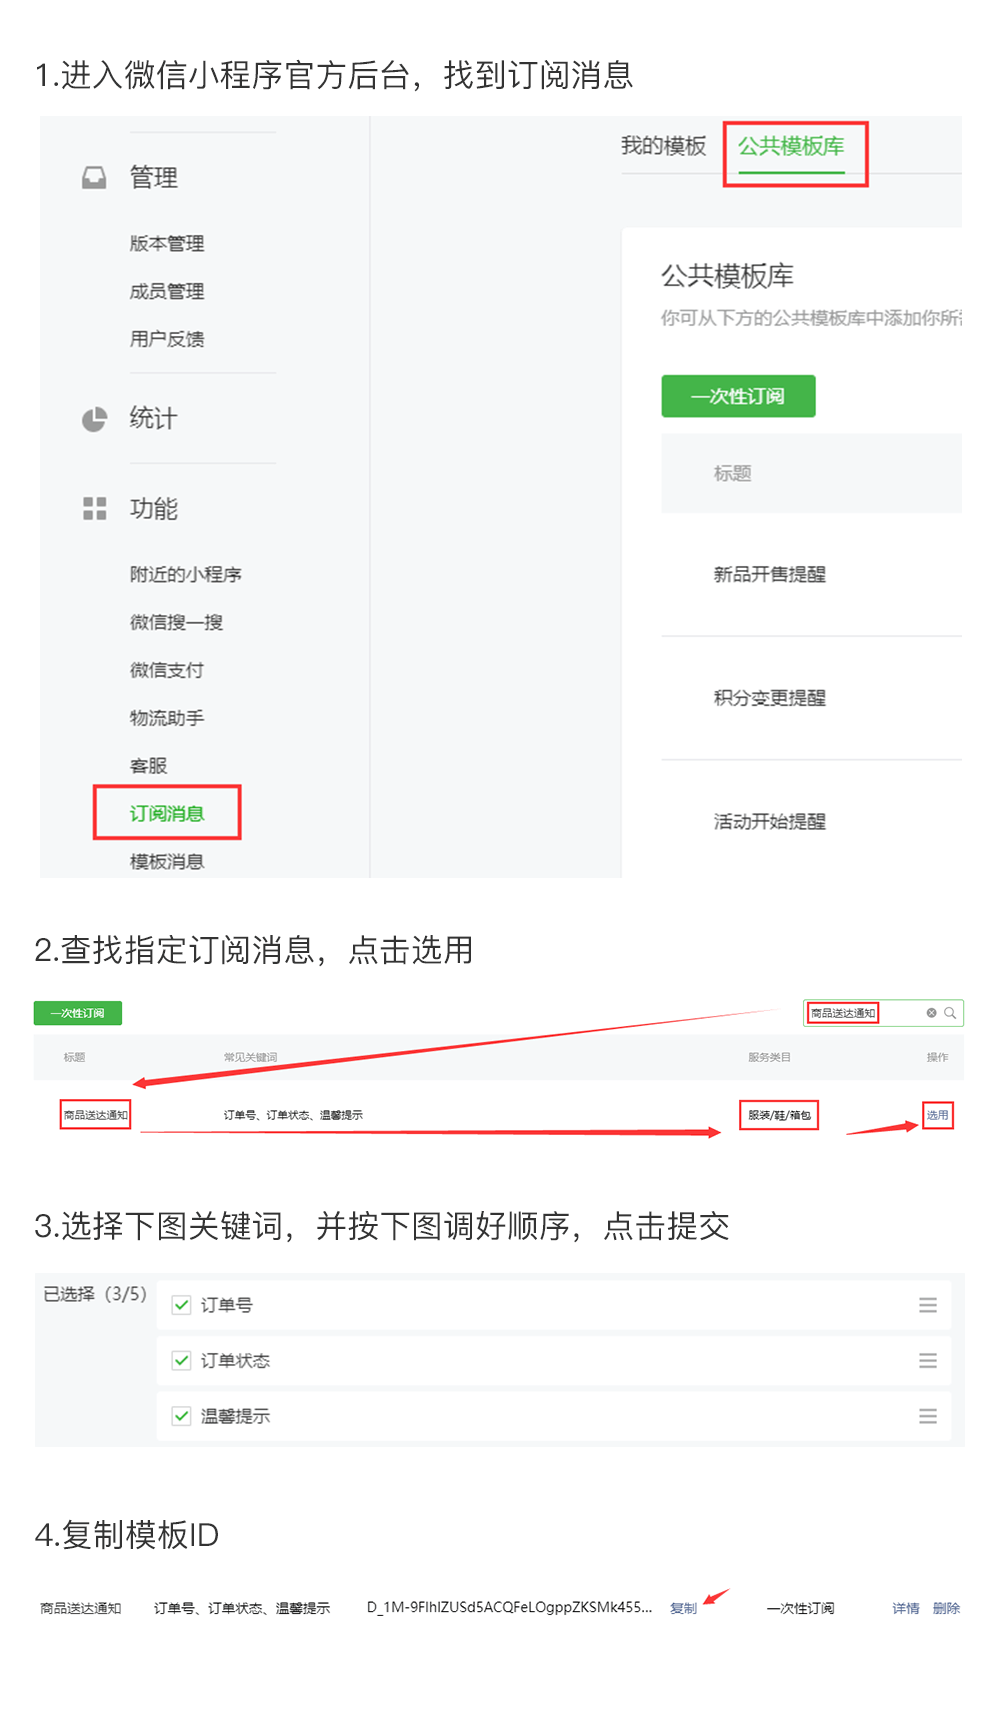 1.进入微信小程序官方后台，找到订阅消息
我的模板 公共模板库
管理
版本管理
成员管理
用户反馈
统计
功能
附近的小程序
微信搜一搜
微信支付
物流助手
客服
订阅消息
模板消息
公共模板库
你可从下方的公共模板库中添加你所
一次性订阅
标题
新品开售提醒
积分变更提醒
活动开始提醒
2.查找指定订阅消息，点击选用
一次性订阅 商品送达通知
标题 常见关键词 服务类目 操作
商品送达通知 订单号、订单状态、温馨提示 服装/鞋/箱包 选用
3.选择下图关键词，并按下图调好顺序，点击提交
已选择（3/5）
订单号
订单状态
温馨提示
4.复制模板ID
商品送达通知 订单号、订单状态、温馨提示 复制 一次性订阅 详情 删除